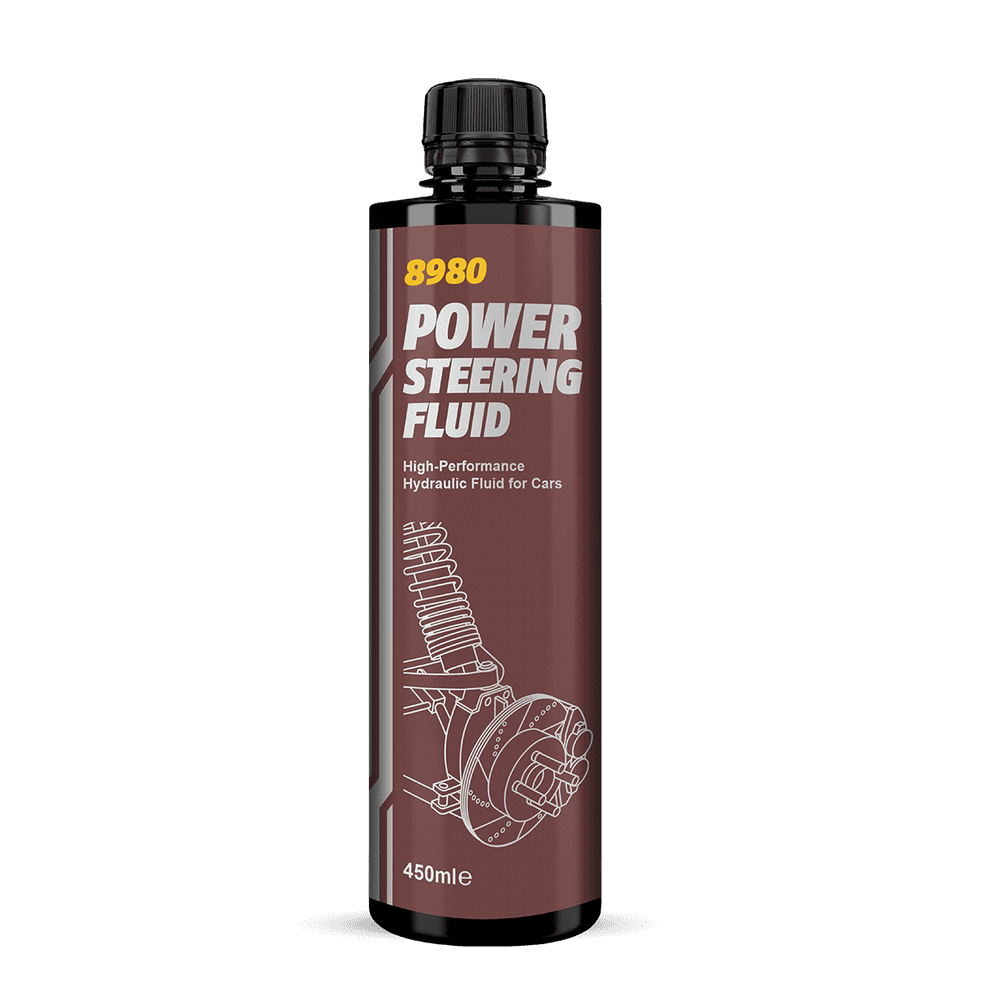 8980
POWER
STEERING
FLUID
High-Performance
Hydraulic Fluid for Cars
450ml℮